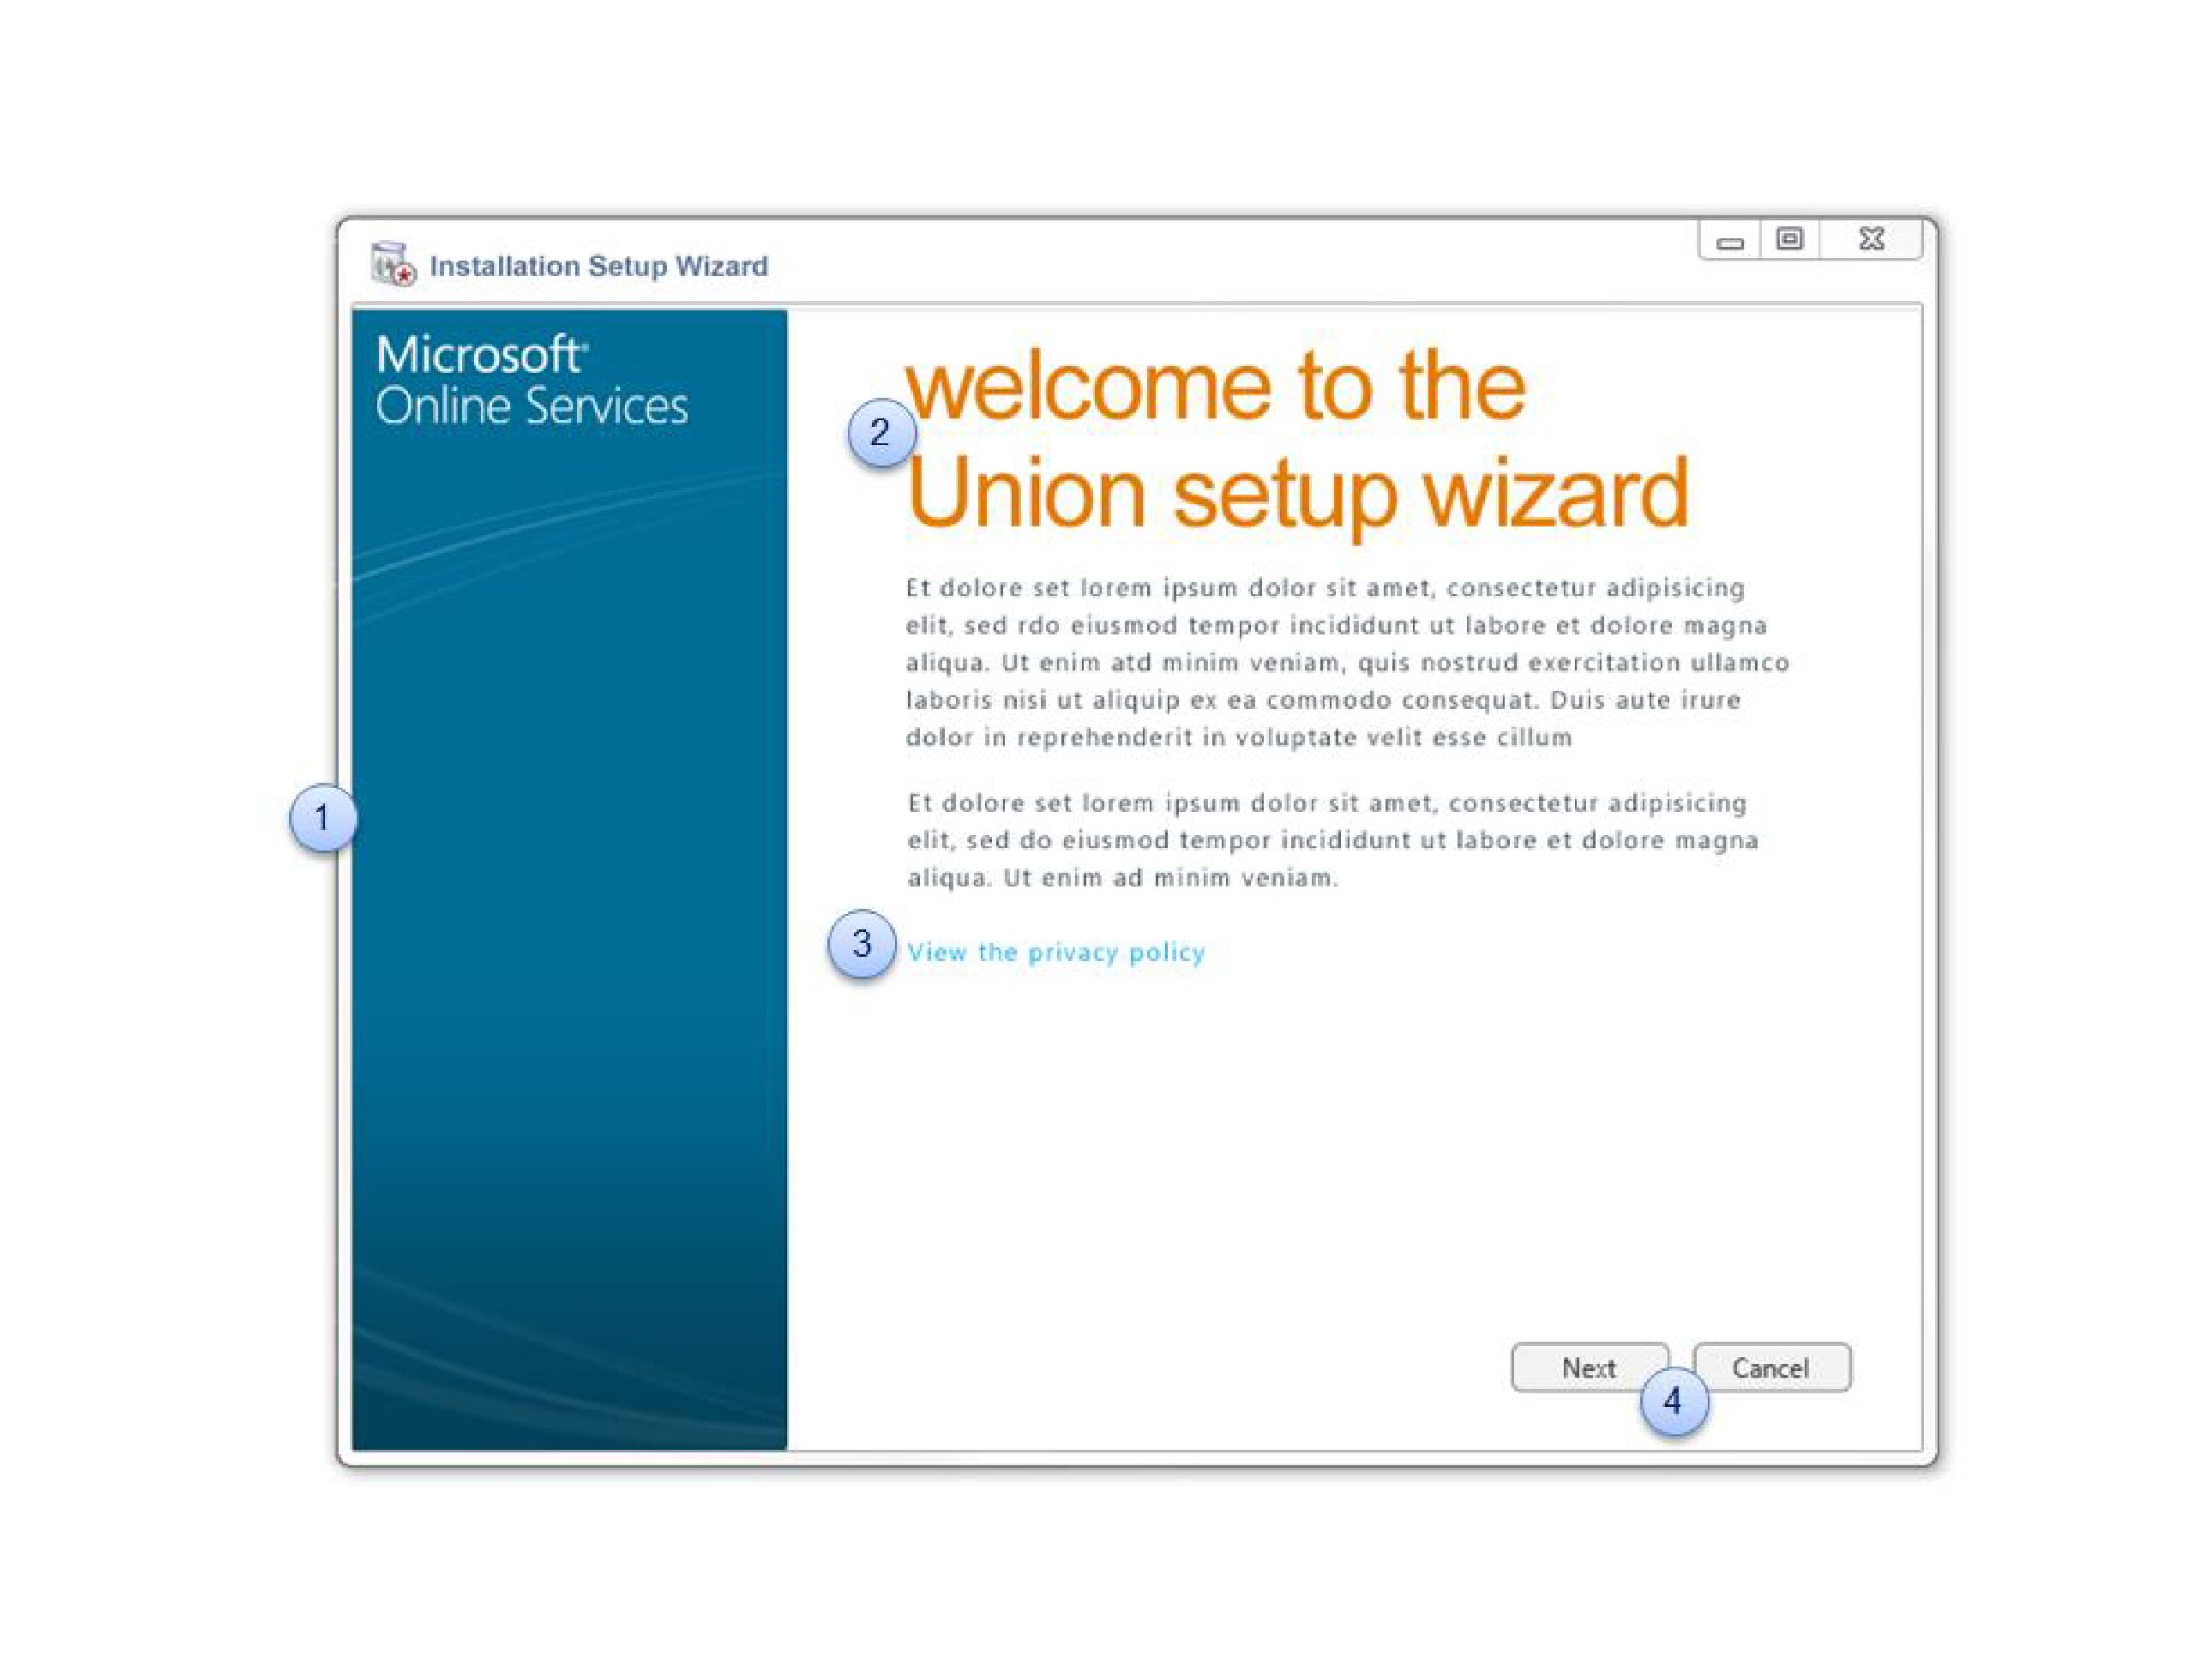 Installation Setup Wizard
Microsoft®
Online Services
welcome to the
2
Union setup wizard
Et dolore set lorem ipsum dolor sit amet, consectetur adipisicing
elit, sed rdo eiusmod tempor incididunt ut labore et dolore magna
aliqua. Ut enim atd minim veniam, quis nostrud exercitation ullamco
laboris nisi ut aliquip ex ea commodo consequat. Duis aute irure
dolor in reprehenderit in voluptate velit esse cillum
1
Et dolore set lorem ipsum dolor sit amet, consectetur adipisicing
elit, sed do eiusmod tempor incididunt ut labore et dolore magna
aliqua. Ut enim ad minim veniam.
3 View the privacy policy
Next Cancel
4